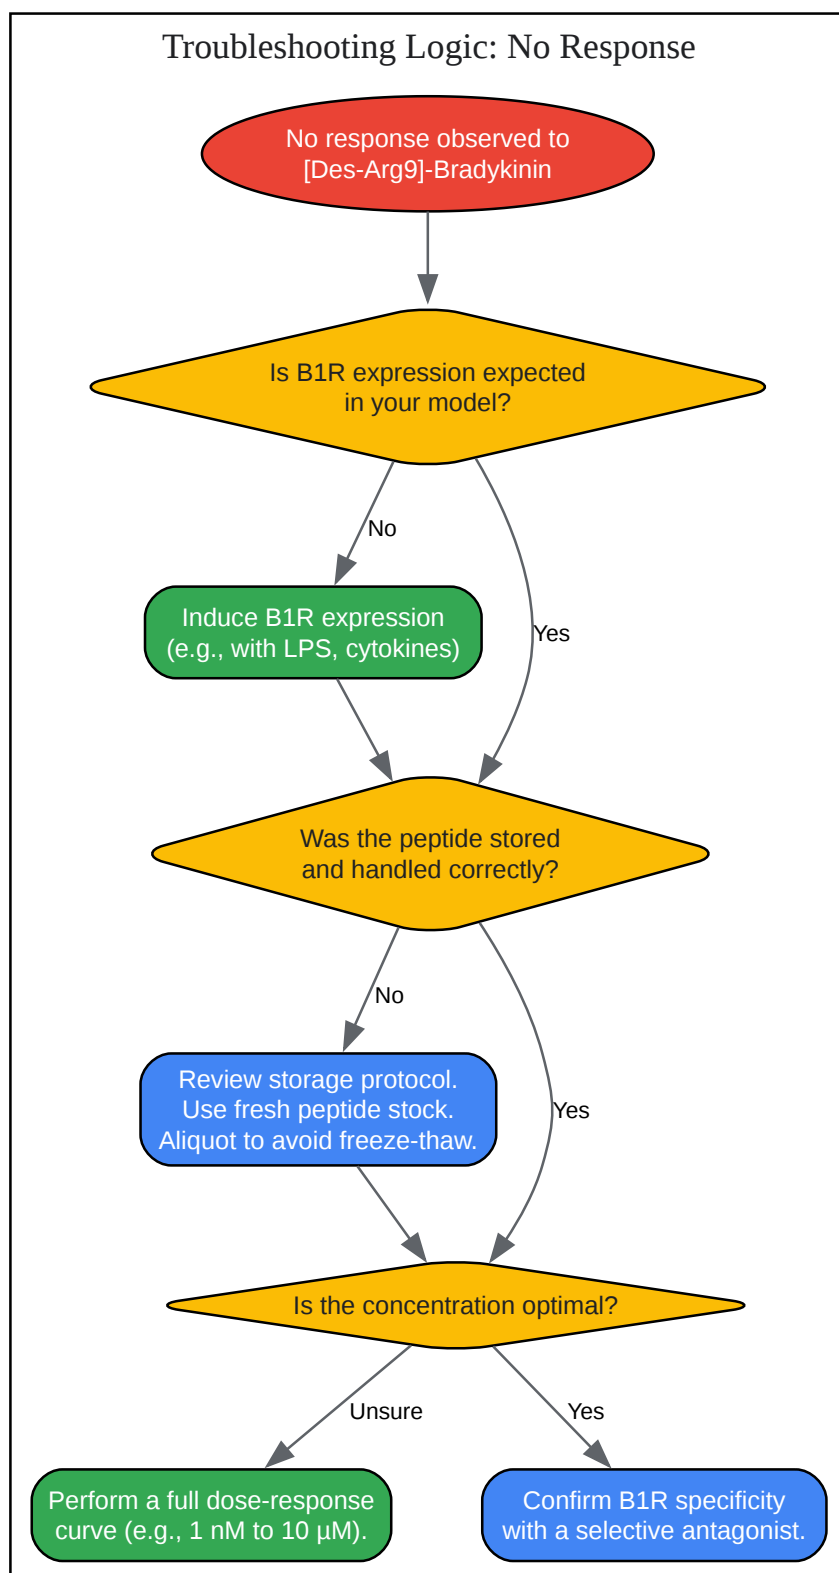 Troubleshooting Logic: No Response
No response observed to
[Des-Arg9]-Bradykinin
Is B1R expression expected
in your model?
No
Induce B1R expression
(e.g., with LPS, cytokines)
Yes
Was the peptide stored
and handled correctly?
No
Review storage protocol.
Use fresh peptide stock.
Aliquot to avoid freeze-thaw.
Yes
Is the concentration optimal?
Unsure
Yes
Perform a full dose-response
curve (e.g., 1 nM to 10 µM).
Confirm B1R specificity
with a selective antagonist.